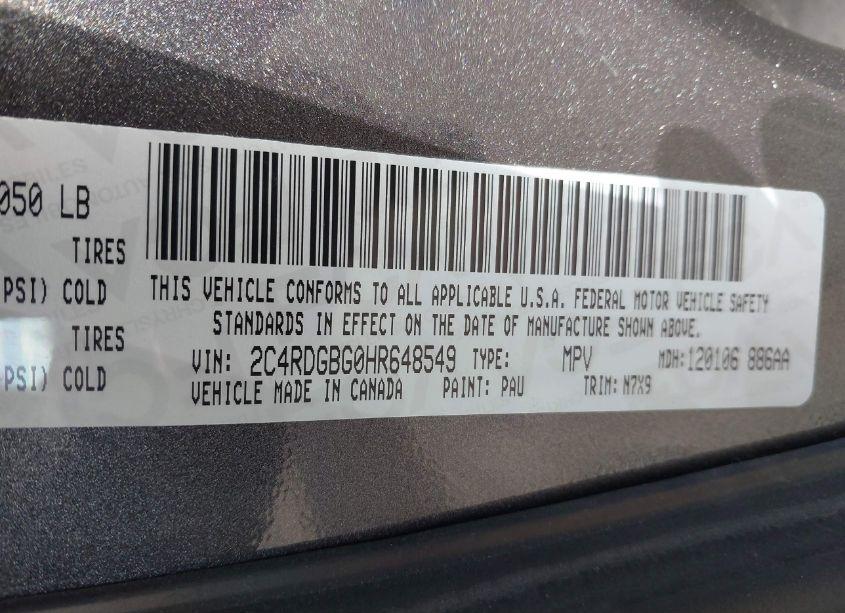 050 LB
TIRES
PSI) COLD
TIRES
PSI) COLD
THIS VEHICLE CONFORMS TO ALL APPLICABLE U.S.A. FEDERAL MOTOR VEHICLE SAFETY
STANDARDS IN EFFECT ON THE DATE OF MANUFACTURE SHOWN ABOVE.
VIN: 2C4RDGBG0HR648549 TYPE: MPV MDH: 120106 886AA
VEHICLE MADE IN CANADA PAINT: PAU TRIM: N7X9